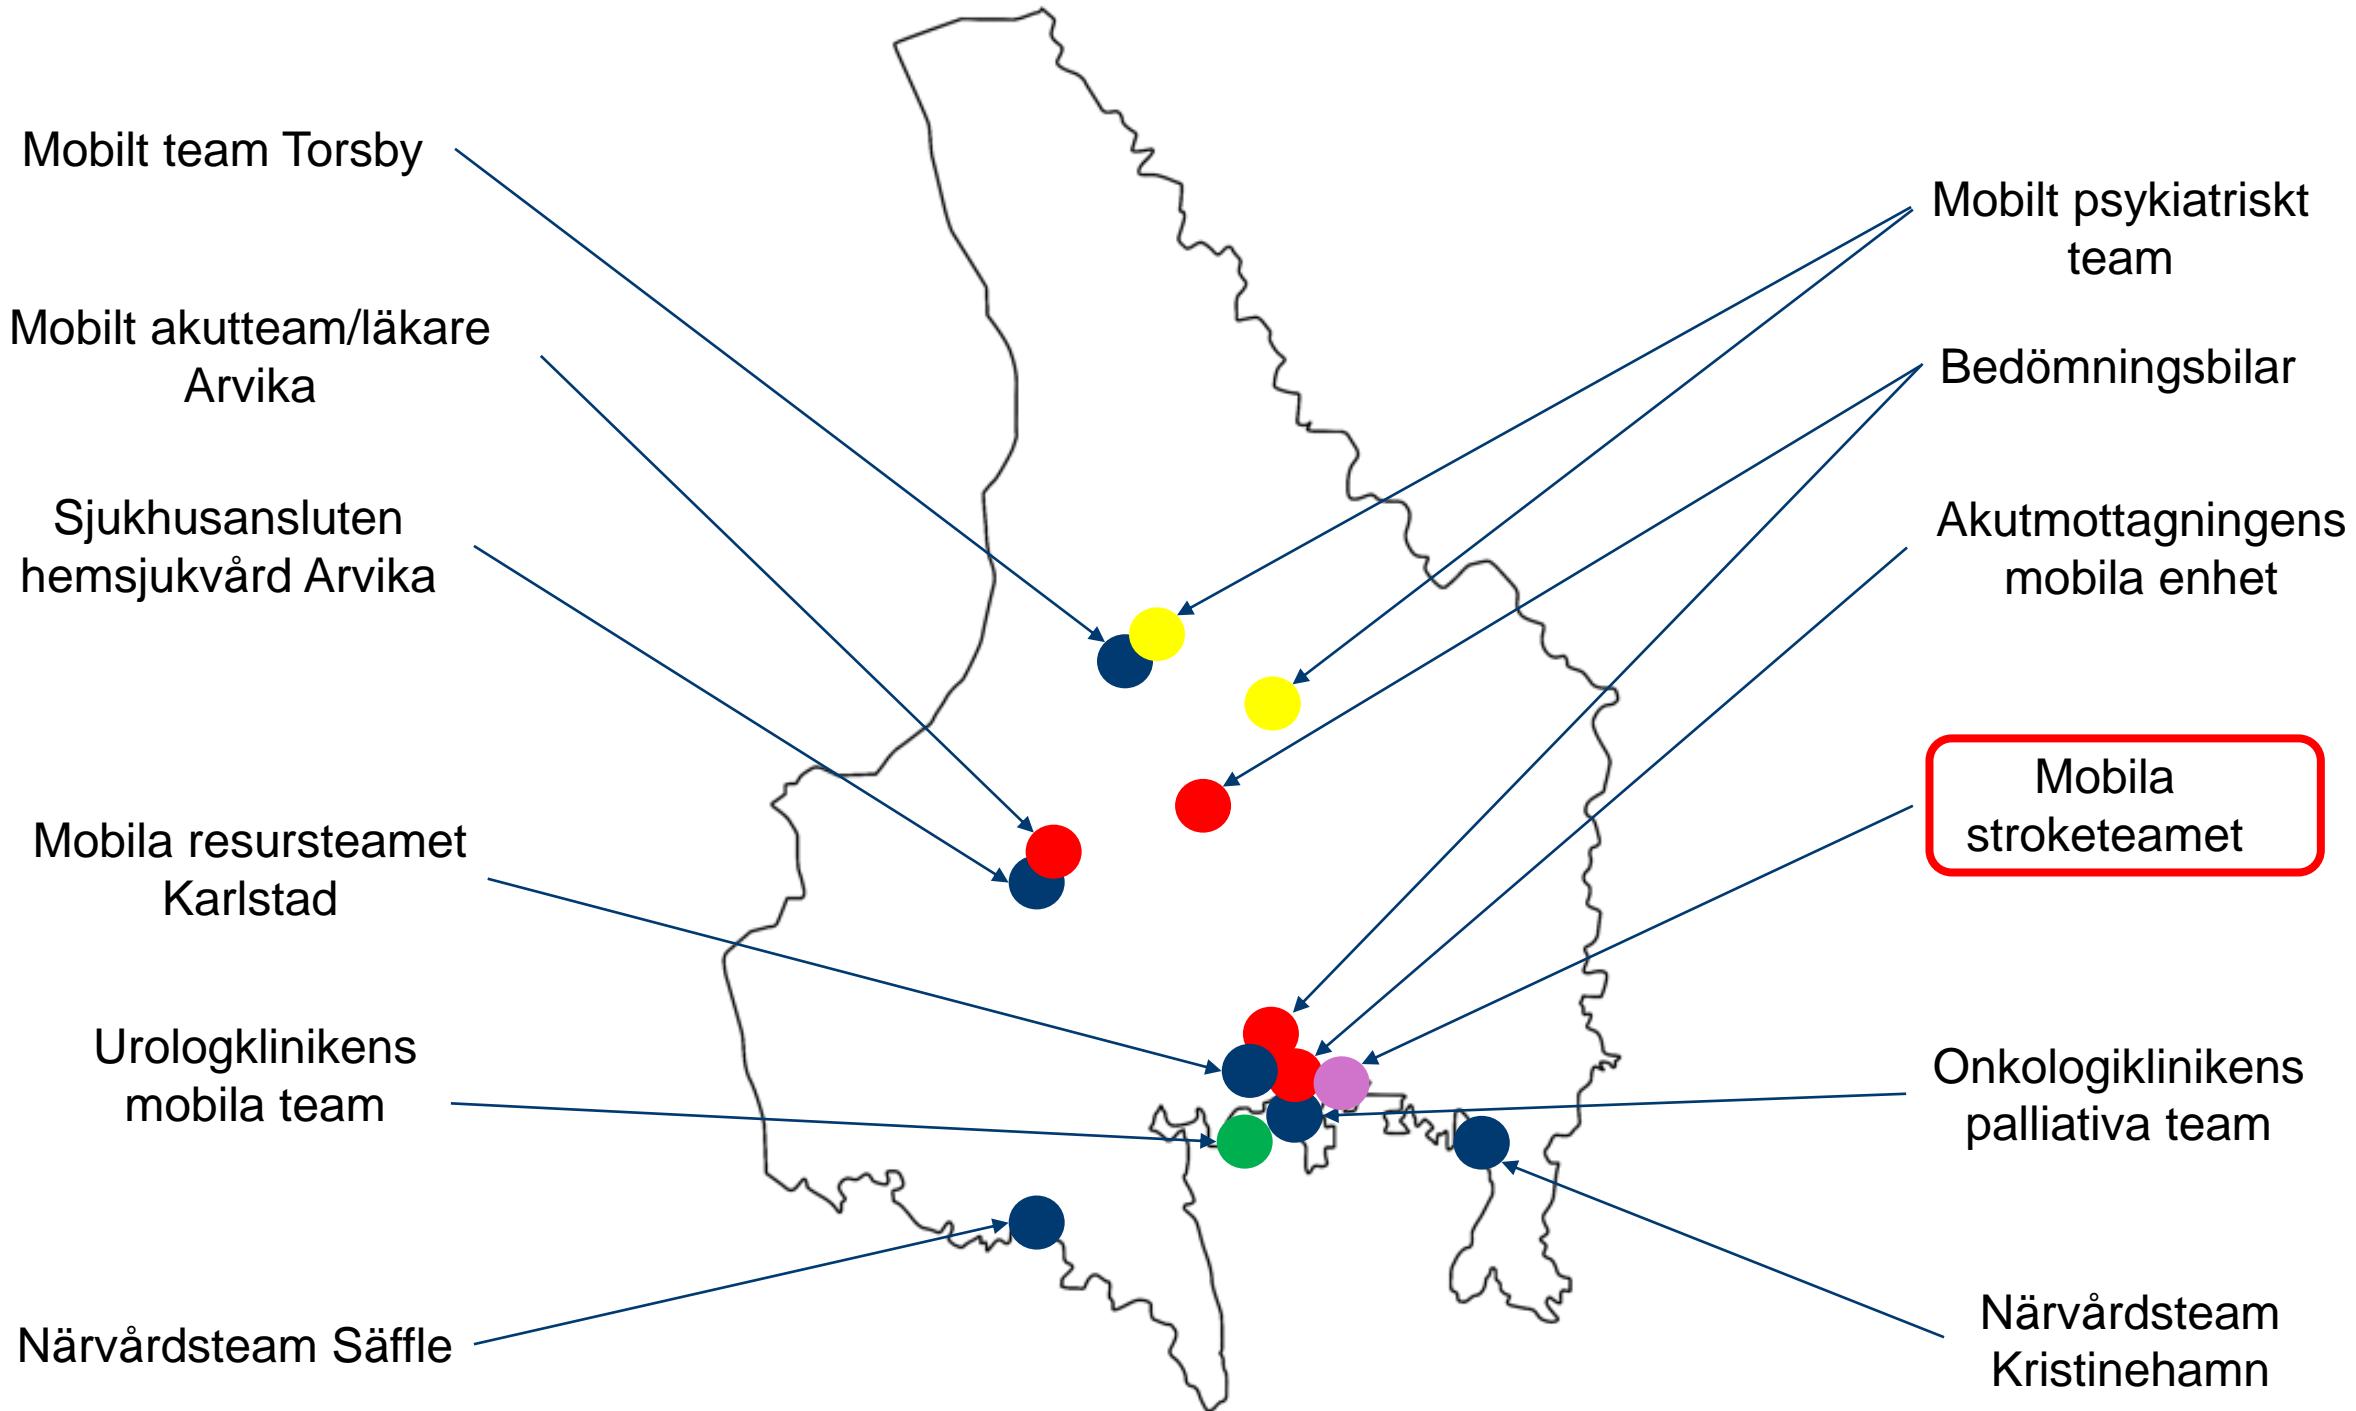 Mobilt team Torsby
Mobilt akutteam/läkare
Arvika
Sjukhusansluten
hemsjukvård Arvika
Mobila resursteamet
Karlstad
Urologklinikens
mobila team
Närvårdsteam Säffle
Mobilt psykiatriskt
team
Bedömningsbilar
Akutmottagningens
mobila enhet
Mobila
stroketeamet
Onkologiklinikens
palliativa team
Närvårdsteam
Kristinehamn